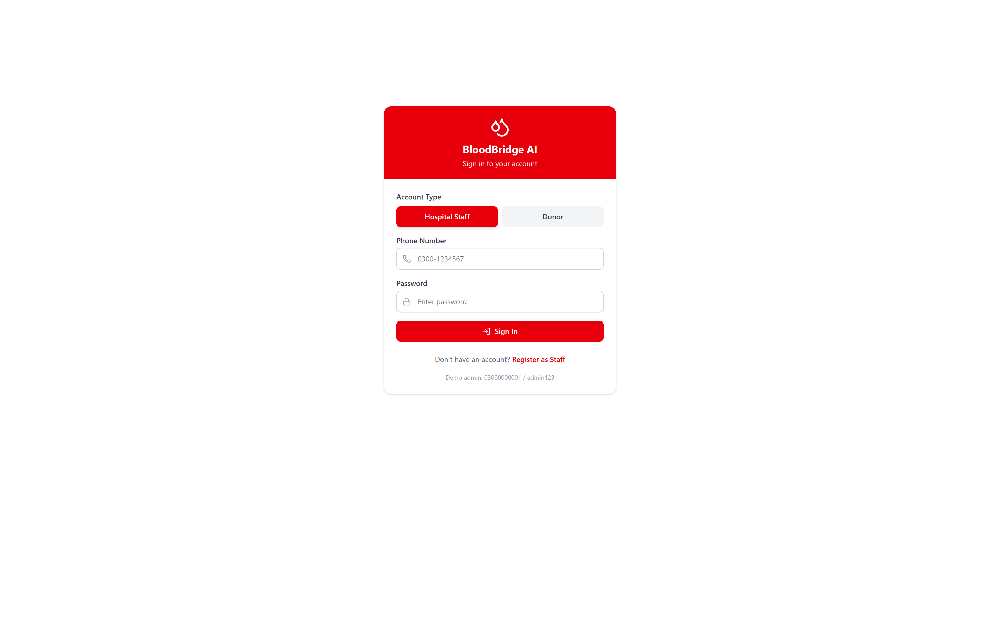 BloodBridge AI
Sign in to your account
Account Type
Hospital Staff
Donor
Phone Number
0300-1234567
Password
Enter password
Sign In
Don't have an account? Register as Staff
Demo admin: 03000000001 / admin123